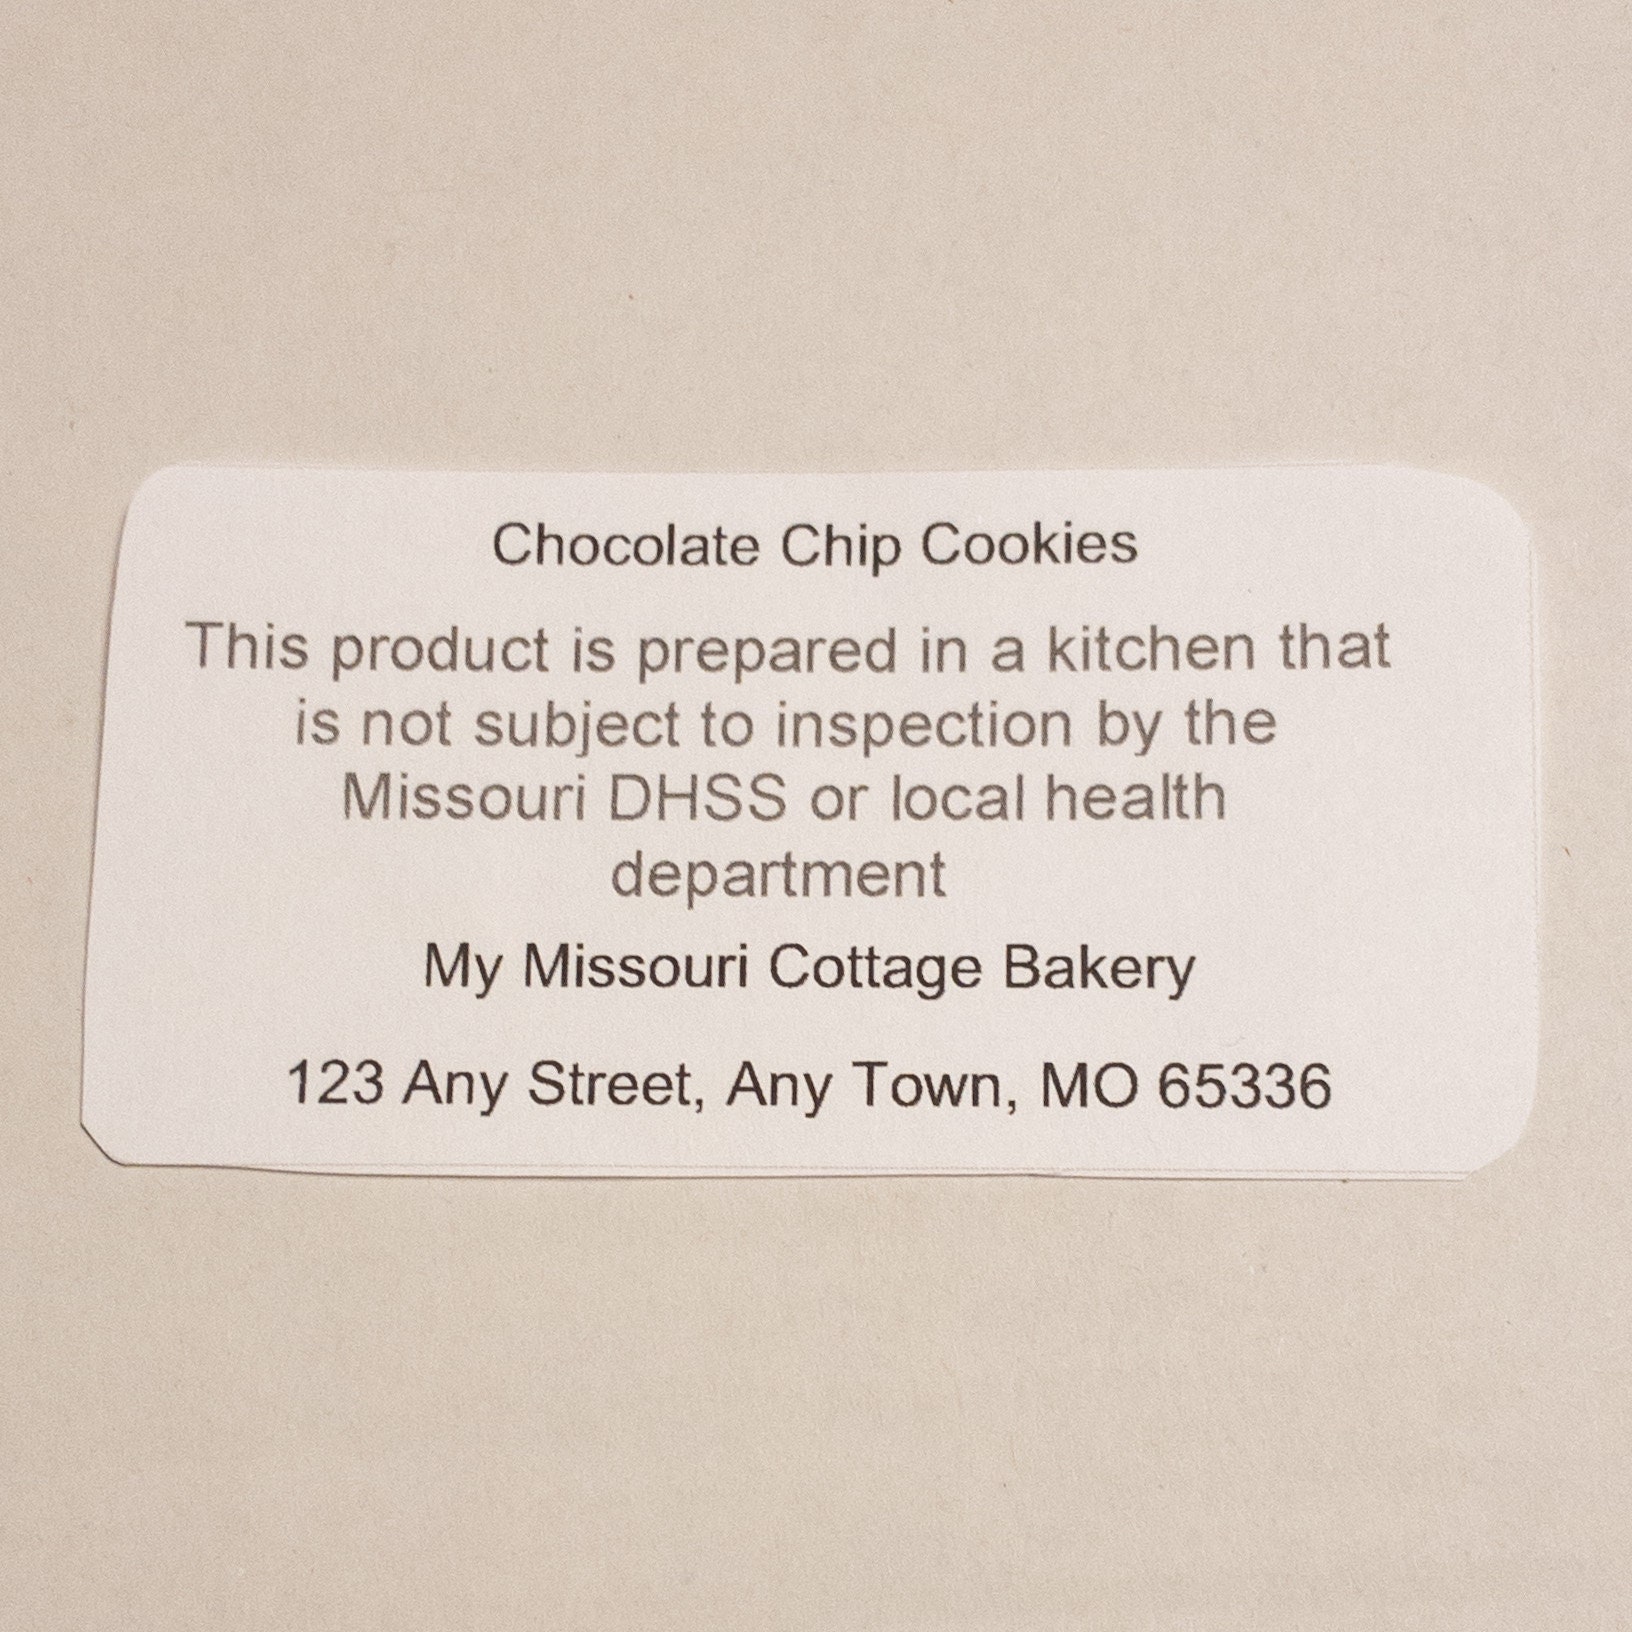 Chocolate Chip Cookies
This product is prepared in a kitchen that
is not subject to inspection by the
Missouri DHSS or local health
department
My Missouri Cottage Bakery
123 Any Street, Any Town, MO 65336